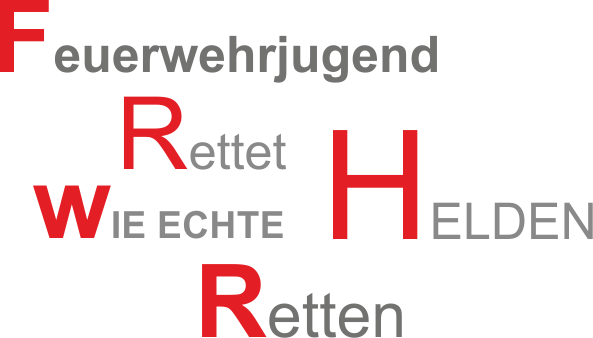 Feuerwehrjugend
Rettet
wIE ECHTE HELDEN
Retten